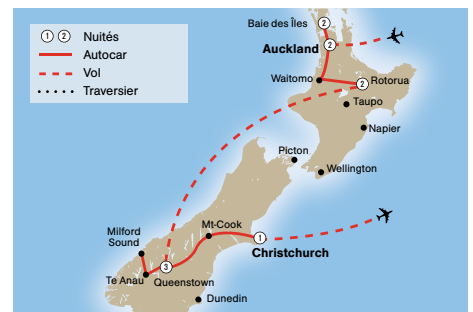 ① ② Nuités
Autocar
Vol
Traversier
Baie des Îles
2
Auckland
2
Waitomo
2
Rotorua
Taupo
Napier
Picton
Wellington
Mt-Cook
1
Christchurch
Milford
Sound
3
Te Anau
Queenstown
Dunedin